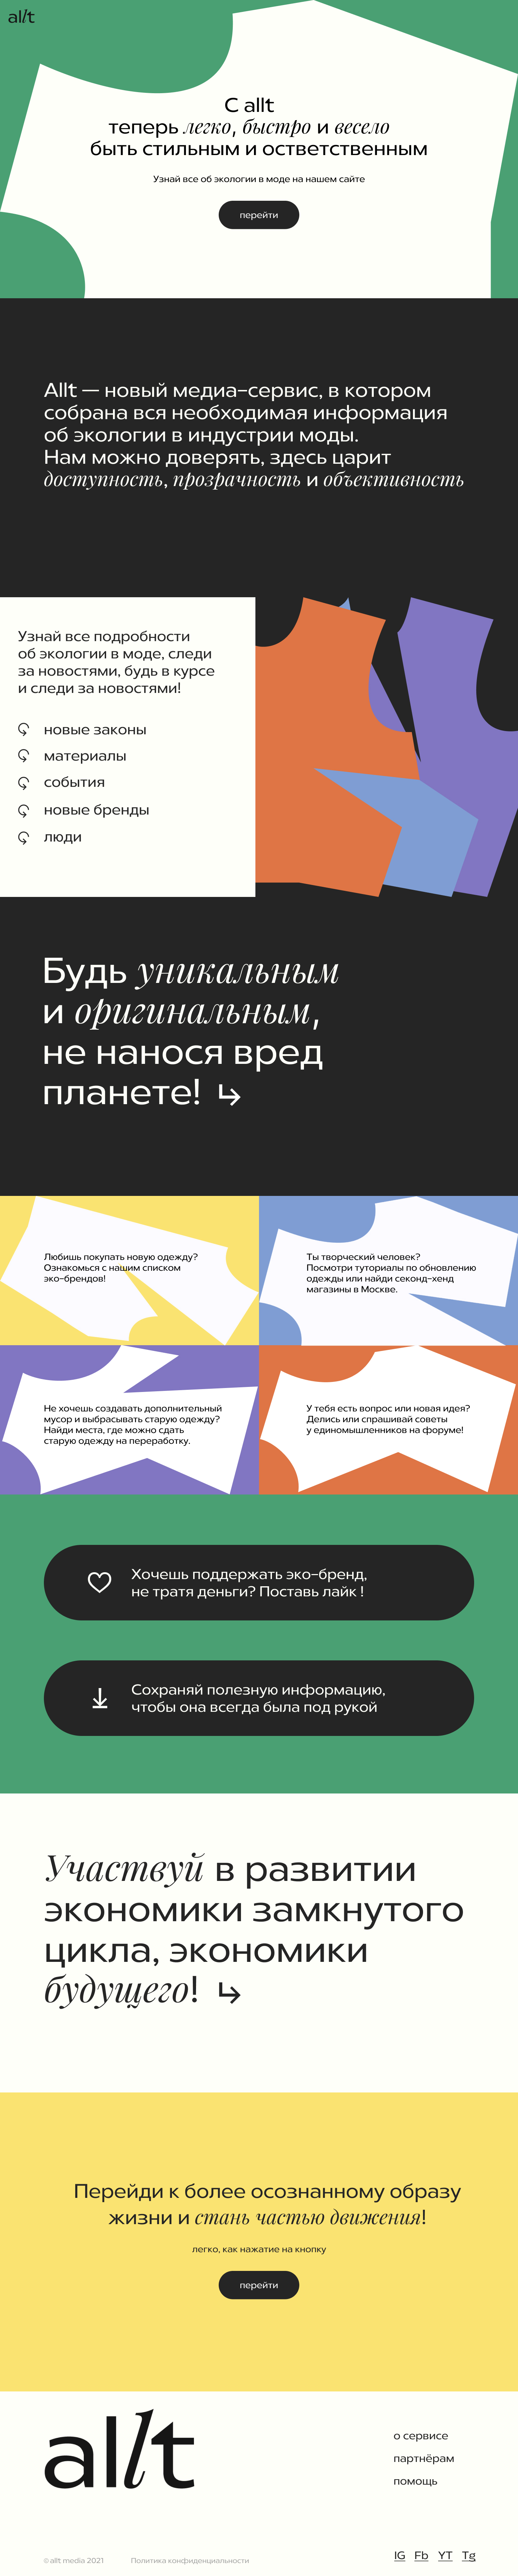 allt
С allt
теперь легко, быстро и весело
быть стильным и остветственным
Узнай все об экологии в моде на нашем сайте
перейти
Allt — новый медиа-сервис, в котором
собрана вся необходимая информация
об экологии в индустрии моды.
Нам можно доверять, здесь царит
доступность, прозрачность и объективность
Узнай все подробности
об экологии в моде, следи
за новостями, будь в курсе
и следи за новостями!
новые законы
материалы
события
новые бренды
люди
Будь уникальным
и оригинальным,
не нанося вред
планете!
Любишь покупать новую одежду?
Ознакомься с нашим списком
эко-брендов!
Ты творческий человек?
Посмотри туториалы по обновлению
одежды или найди секонд-хенд
магазины в Москве.
Не хочешь создавать дополнительный
мусор и выбрасывать старую одежду?
Найди места, где можно сдать
старую одежду на переработку.
У тебя есть вопрос или новая идея?
Делись или спрашивай советы
у единомышленников на форуме!
Хочешь поддержать эко-бренд,
не тратя деньги? Поставь лайк !
Сохраняй полезную информацию,
чтобы она всегда была под рукой
Участвуй в развитии
экономики замкнутого
цикла, экономики
будущего!
Перейди к более осознанному образу
жизни и стань частью движения!
легко, как нажатие на кнопку
перейти
allt
о сервисе
партнёрам
помощь
© allt media 2021 Политика конфиденциальности
IG Fb YT Tg